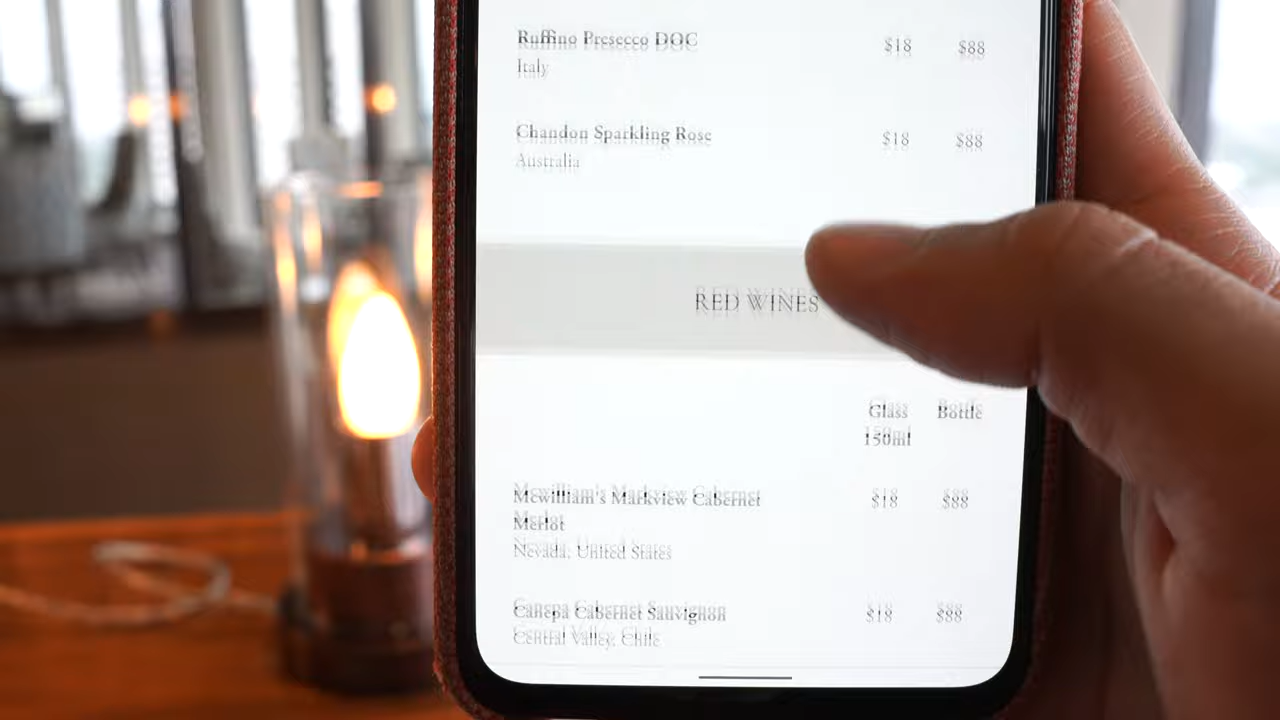 Ruffino Prosecco DOC $18 $88
Italy
Chandon Sparkling Rose $18 $88
Australia
RED WINES
Glass Bottle
150ml
Mcwilliam's Markview Cabernet $18 $88
Merlot
Nevada, United States
Canepa Cabernet Sauvignon $18 $88
Central Valley, Chile